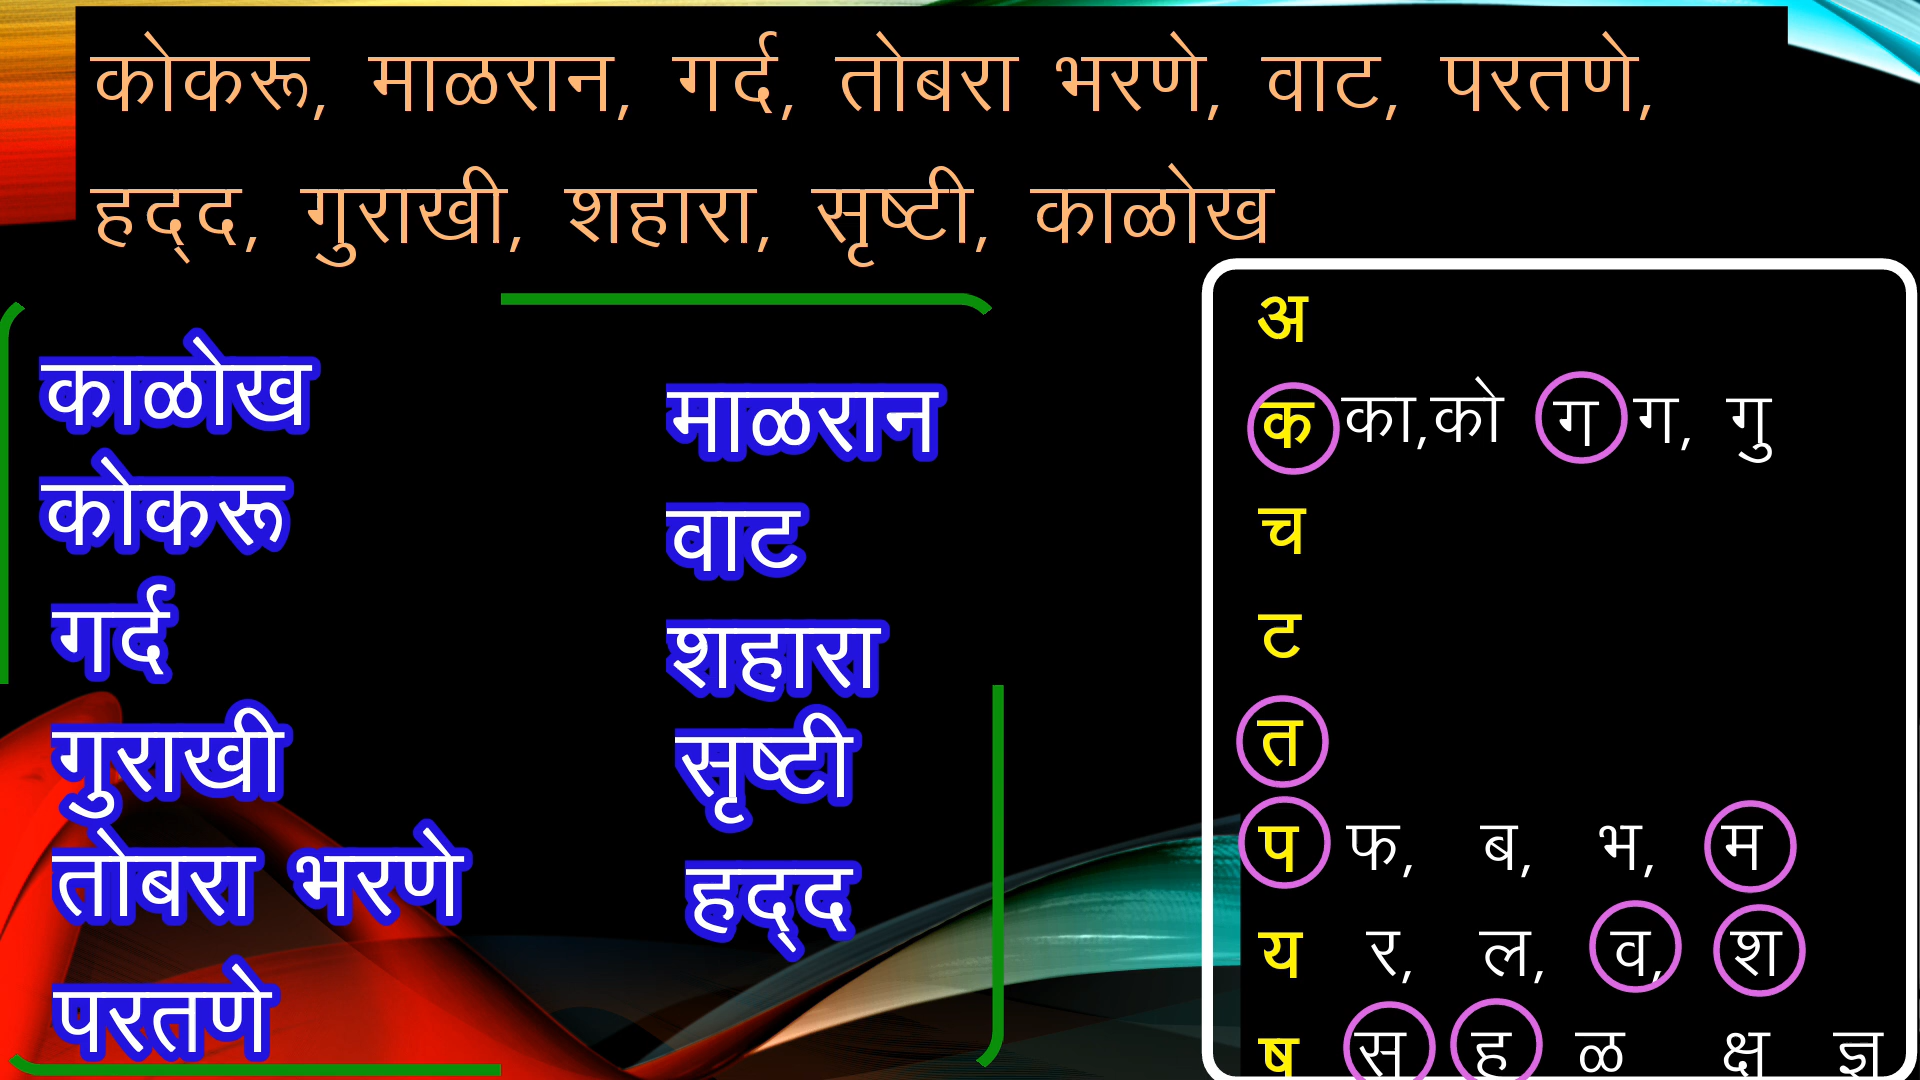 कोकरू, माळरान, गर्द, तोबरा भरणे, वाट, परतणे,
हद्‌द, गुराखी, शहारा, सृष्टी, काळोख
काळोख
कोकरू
गर्द
गुराखी
तोबरा भरणे
परतणे
माळरान
वाट
शहारा
सृष्टी
हद्‌द
अ
क का,को ग ग, गु
च
ट
त
प फ, ब, भ, म
य र, ल, व, श
ष स ह ळ क्ष ज्ञ